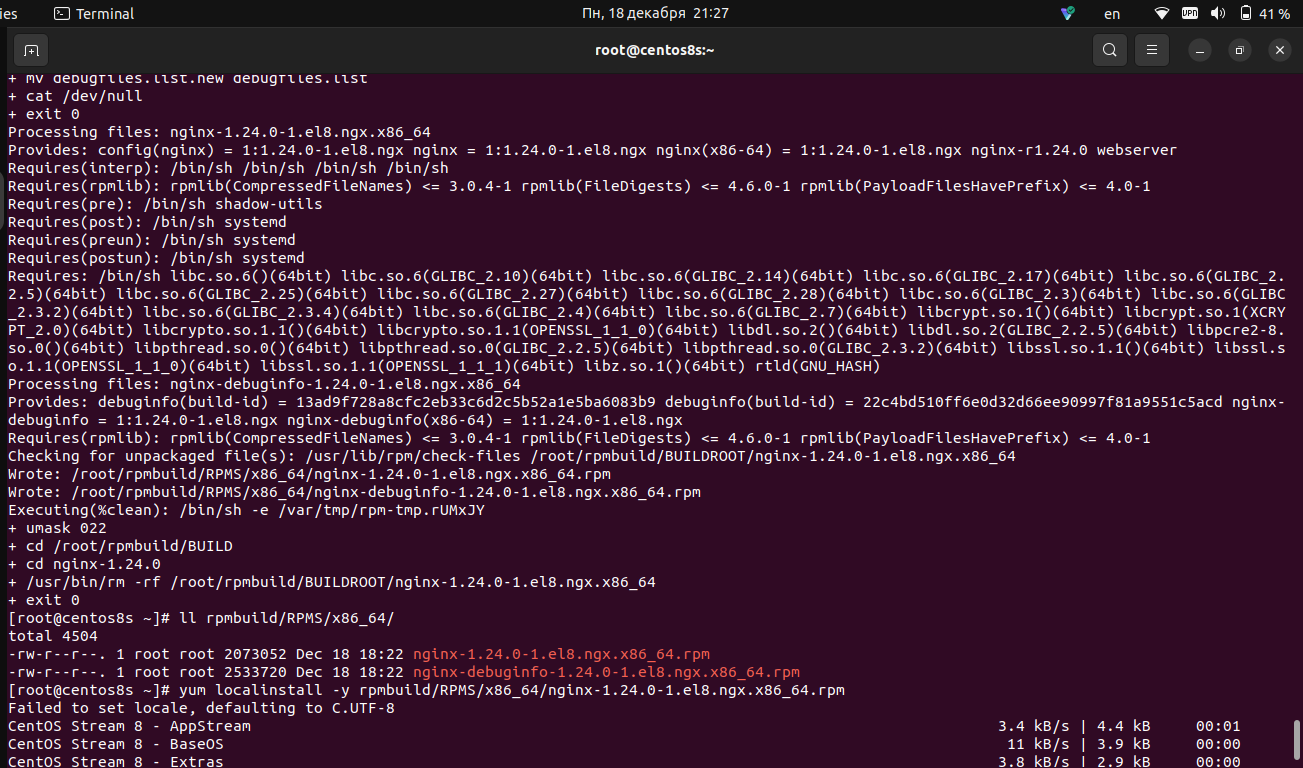 ies Terminal Пн, 18 декабря 21:27 en VPN 41 %
root@centos8s:~
+ mv debugfiles.list.new debugfiles.list
+ cat /dev/null
+ exit 0
Processing files: nginx-1.24.0-1.el8.ngx.x86_64
Provides: config(nginx) = 1:1.24.0-1.el8.ngx nginx = 1:1.24.0-1.el8.ngx nginx(x86-64) = 1:1.24.0-1.el8.ngx nginx-r1.24.0 webserver
Requires(interp): /bin/sh /bin/sh /bin/sh /bin/sh
Requires(rpmlib): rpmlib(CompressedFileNames) <= 3.0.4-1 rpmlib(FileDigests) <= 4.6.0-1 rpmlib(PayloadFilesHavePrefix) <= 4.0-1
Requires(pre): /bin/sh shadow-utils
Requires(post): /bin/sh systemd
Requires(preun): /bin/sh systemd
Requires(postun): /bin/sh systemd
Requires: /bin/sh libc.so.6()(64bit) libc.so.6(GLIBC_2.10)(64bit) libc.so.6(GLIBC_2.14)(64bit) libc.so.6(GLIBC_2.17)(64bit) libc.so.6(GLIBC_2.
2.5)(64bit) libc.so.6(GLIBC_2.25)(64bit) libc.so.6(GLIBC_2.27)(64bit) libc.so.6(GLIBC_2.28)(64bit) libc.so.6(GLIBC_2.3)(64bit) libc.so.6(GLIBC
_2.3.2)(64bit) libc.so.6(GLIBC_2.3.4)(64bit) libc.so.6(GLIBC_2.4)(64bit) libc.so.6(GLIBC_2.7)(64bit) libcrypt.so.1()(64bit) libcrypt.so.1(XCRY
PT_2.0)(64bit) libcrypto.so.1.1()(64bit) libcrypto.so.1.1(OPENSSL_1_1_0)(64bit) libdl.so.2()(64bit) libdl.so.2(GLIBC_2.2.5)(64bit) libpcre2-8.
so.0()(64bit) libpthread.so.0()(64bit) libpthread.so.0(GLIBC_2.2.5)(64bit) libpthread.so.0(GLIBC_2.3.2)(64bit) libssl.so.1.1()(64bit) libssl.s
o.1.1(OPENSSL_1_1_0)(64bit) libssl.so.1.1(OPENSSL_1_1_1)(64bit) libz.so.1()(64bit) rtld(GNU_HASH)
Processing files: nginx-debuginfo-1.24.0-1.el8.ngx.x86_64
Provides: debuginfo(build-id) = 13ad9f728a8cfc2eb33c6d2c5b52a1e5ba6083b9 debuginfo(build-id) = 22c4bd510ff6e0d32d66ee90997f81a9551c5acd nginx-
debuginfo = 1:1.24.0-1.el8.ngx nginx-debuginfo(x86-64) = 1:1.24.0-1.el8.ngx
Requires(rpmlib): rpmlib(CompressedFileNames) <= 3.0.4-1 rpmlib(FileDigests) <= 4.6.0-1 rpmlib(PayloadFilesHavePrefix) <= 4.0-1
Checking for unpackaged file(s): /usr/lib/rpm/check-files /root/rpmbuild/BUILDROOT/nginx-1.24.0-1.el8.ngx.x86_64
Wrote: /root/rpmbuild/RPMS/x86_64/nginx-1.24.0-1.el8.ngx.x86_64.rpm
Wrote: /root/rpmbuild/RPMS/x86_64/nginx-debuginfo-1.24.0-1.el8.ngx.x86_64.rpm
Executing(%clean): /bin/sh -e /var/tmp/rpm-tmp.rUMxJY
+ umask 022
+ cd /root/rpmbuild/BUILD
+ cd nginx-1.24.0
+ /usr/bin/rm -rf /root/rpmbuild/BUILDROOT/nginx-1.24.0-1.el8.ngx.x86_64
+ exit 0
[root@centos8s ~]# ll rpmbuild/RPMS/x86_64/
total 4504
-rw-r--r--. 1 root root 2073052 Dec 18 18:22 nginx-1.24.0-1.el8.ngx.x86_64.rpm
-rw-r--r--. 1 root root 2533720 Dec 18 18:22 nginx-debuginfo-1.24.0-1.el8.ngx.x86_64.rpm
[root@centos8s ~]# yum localinstall -y rpmbuild/RPMS/x86_64/nginx-1.24.0-1.el8.ngx.x86_64.rpm
Failed to set locale, defaulting to C.UTF-8
CentOS Stream 8 - AppStream 3.4 kB/s | 4.4 kB 00:01
CentOS Stream 8 - BaseOS 11 kB/s | 3.9 kB 00:00
CentOS Stream 8 - Extras 3.8 kB/s | 2.9 kB 00:00